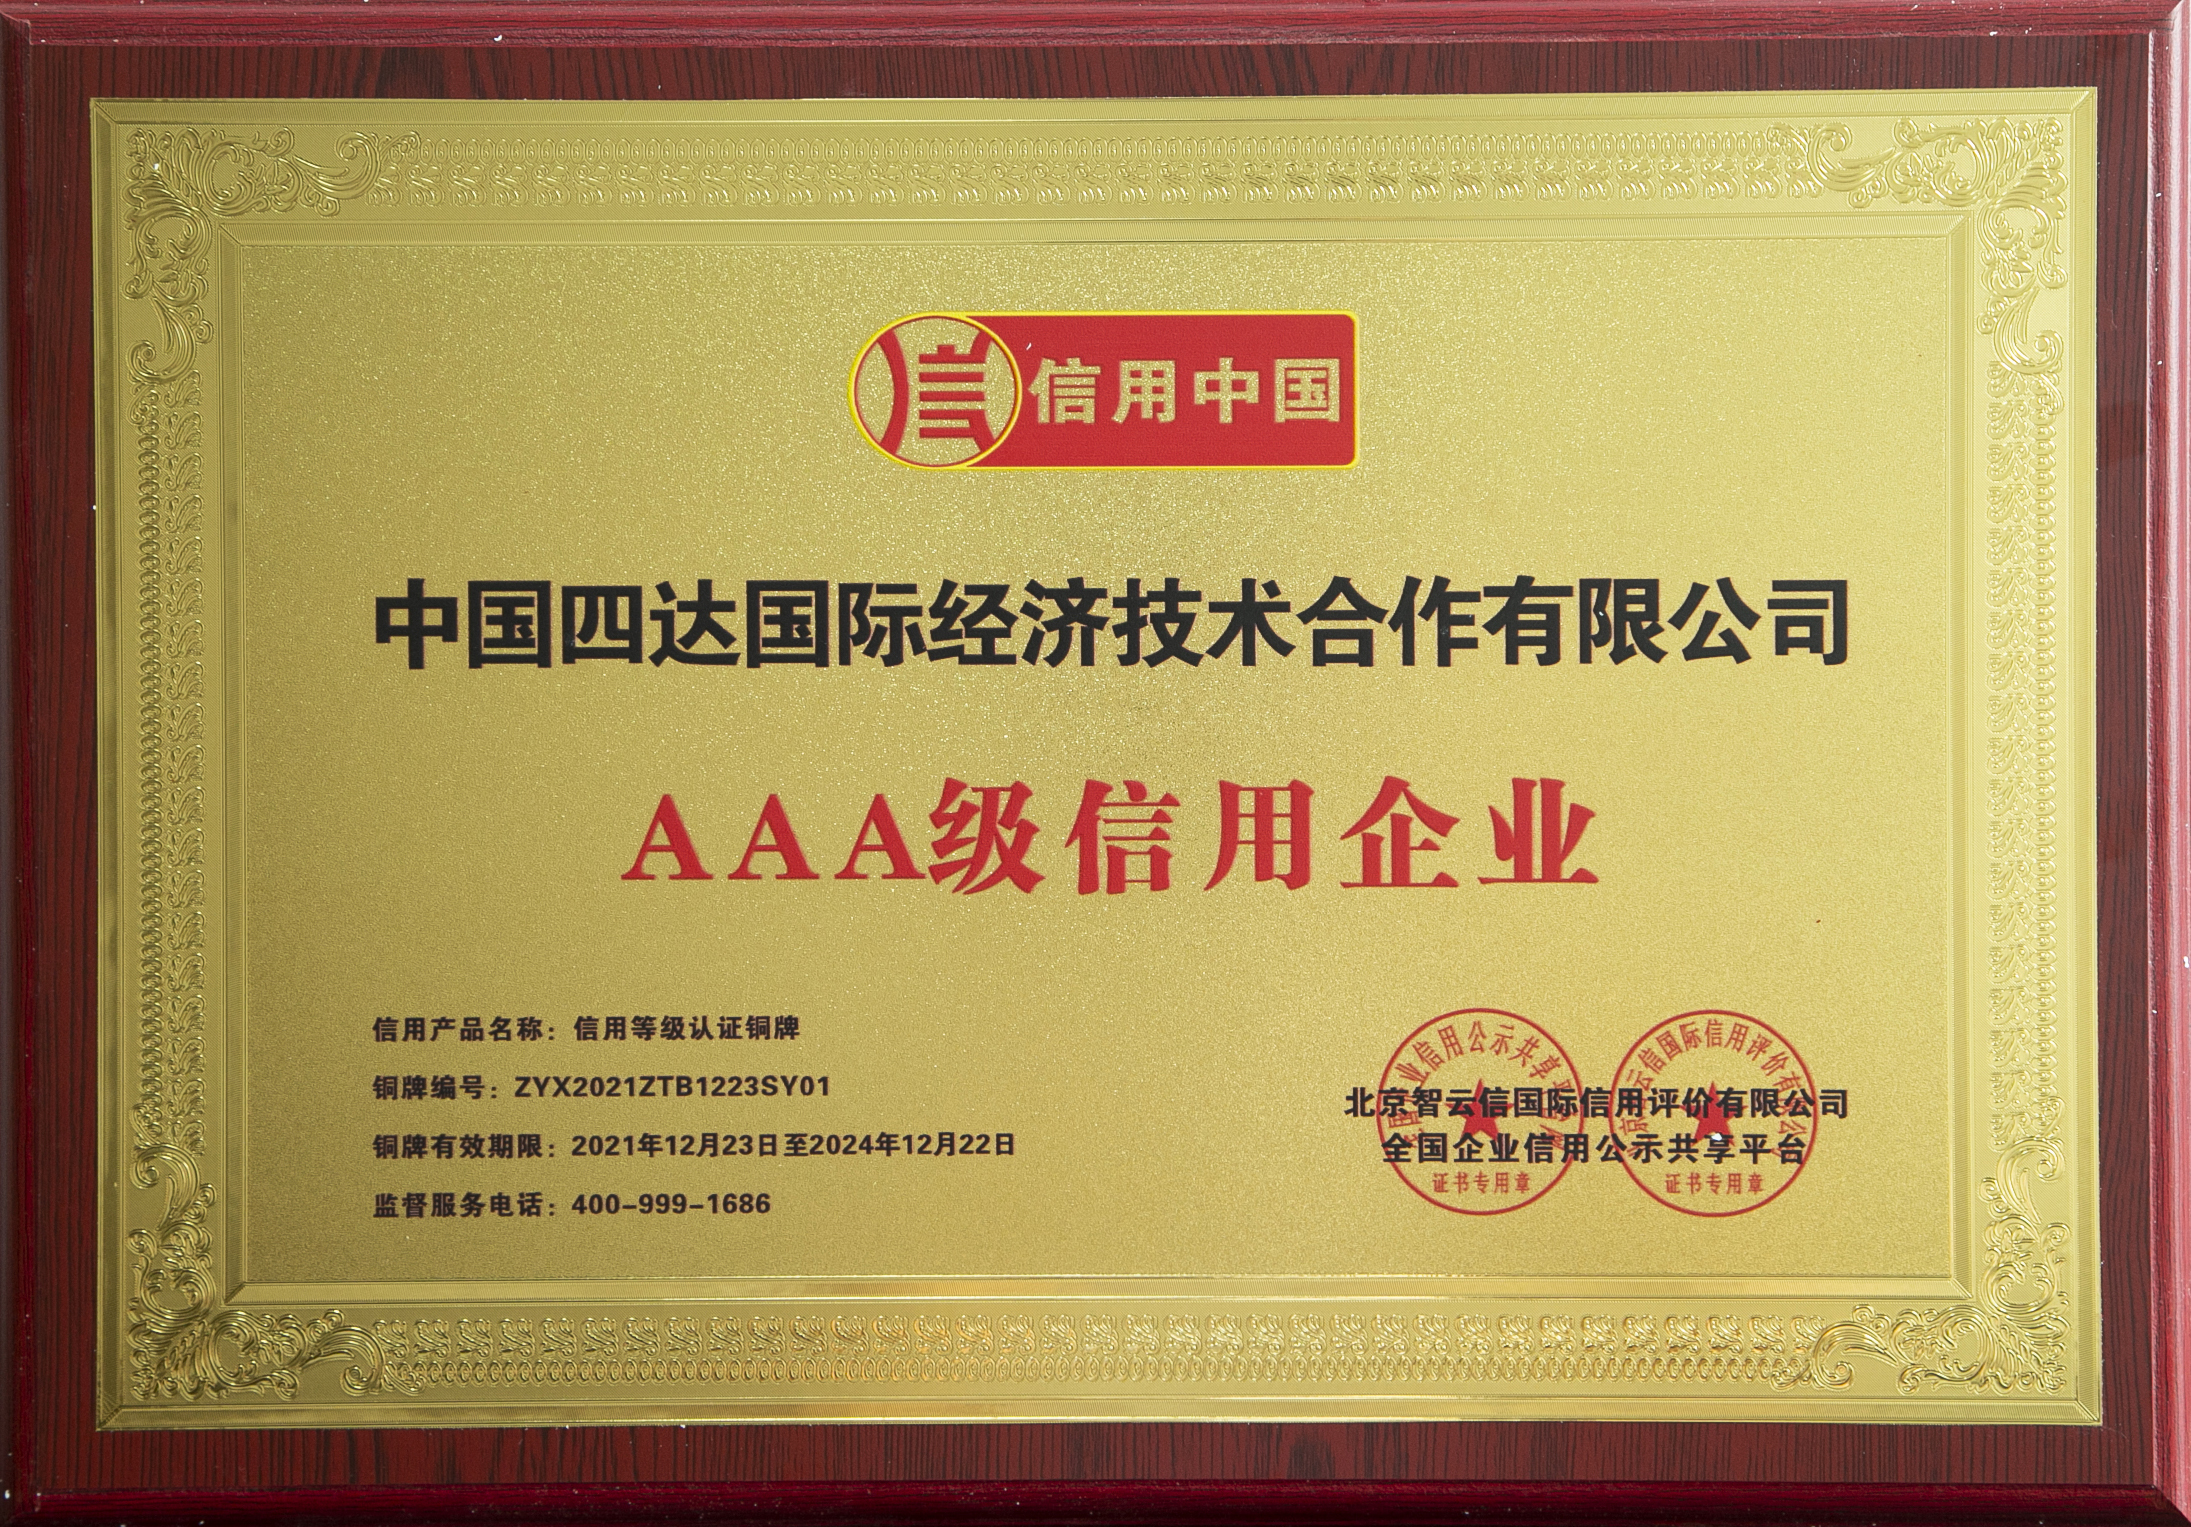 信用中国
中国四达国际经济技术合作有限公司
AAA级信用企业
信用产品名称：信用等级认证铜牌
铜牌编号：ZYX2021ZTB1223SY01
铜牌有效期限：2021年12月23日至2024年12月22日
监督服务电话：400-999-1686
北京智云信国际信用评价有限公司
全国企业信用公示共享平台
证书专用章
证书专用章